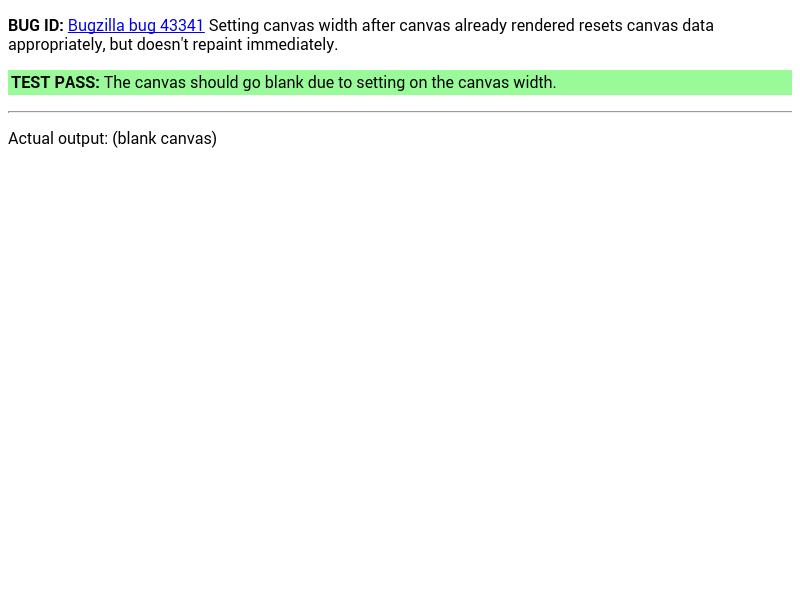 BUG ID: Bugzilla bug 43341 Setting canvas width after canvas already rendered resets canvas data
appropriately, but doesn't repaint immediately.
TEST PASS: The canvas should go blank due to setting on the canvas width.
Actual output: (blank canvas)